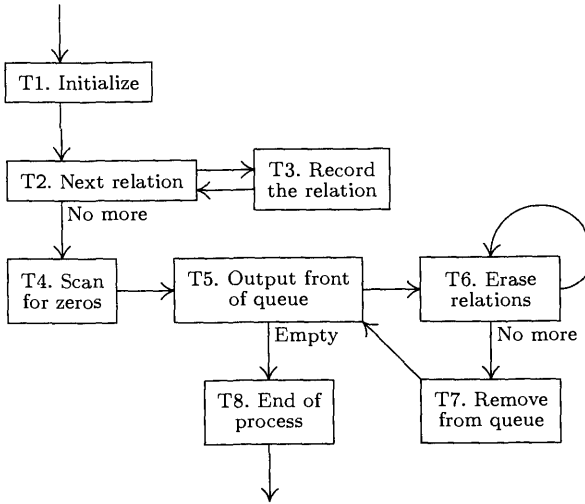 T1. Initialize
T2. Next relation
T3. Record
the relation
No more
T4. Scan
for zeros
T5. Output front
of queue
T6. Erase
relations
Empty
No more
T8. End of
process
T7. Remove
from queue